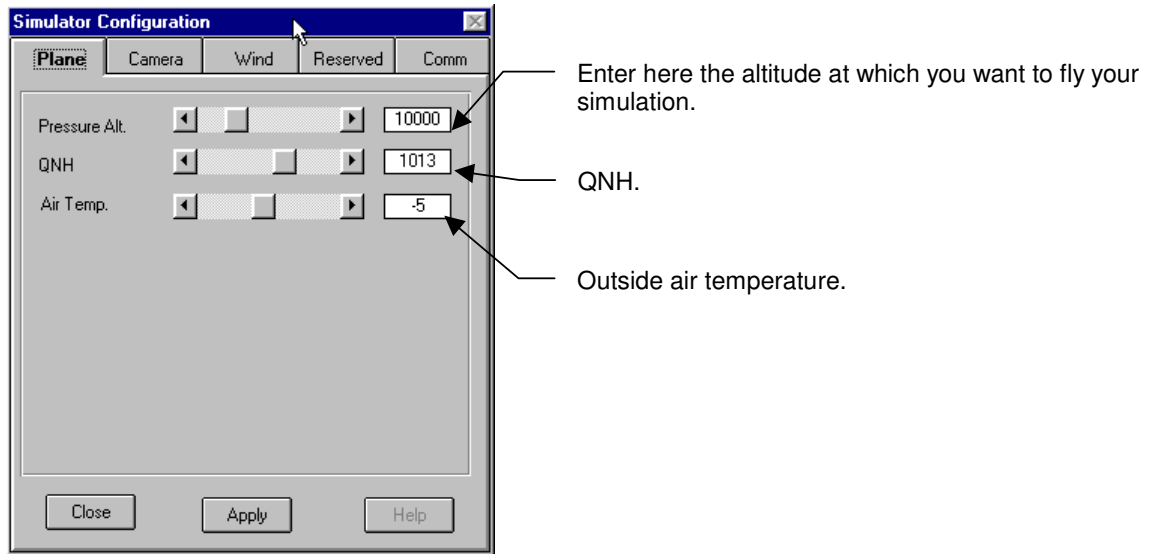 Simulator Configuration
Plane Camera Wind Reserved Comm
Pressure Alt. 10000
QNH 1013
Air Temp. -5
Close Apply Help
Enter here the altitude at which you want to fly your
simulation.
QNH.
Outside air temperature.